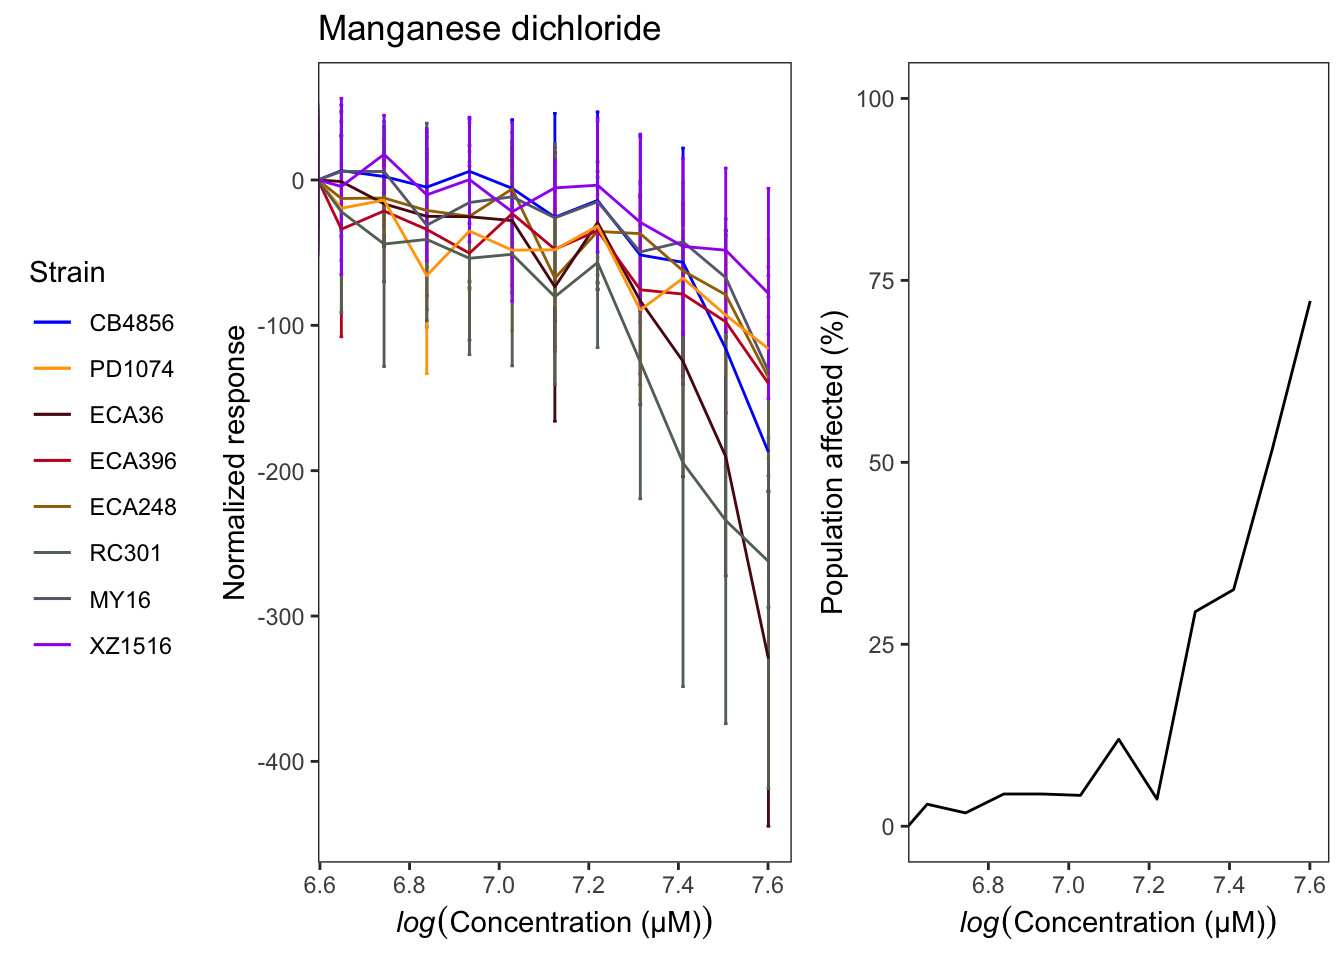 Manganese dichloride
Strain
CB4856
PD1074
ECA36
ECA396
ECA248
RC301
MY16
XZ1516
Normalized response
0
-100
-200
-300
-400
6.6 6.8 7.0 7.2 7.4 7.6
log(Concentration (µM))
Population affected (%)
100
75
50
25
0
6.8 7.0 7.2 7.4 7.6
log(Concentration (µM))